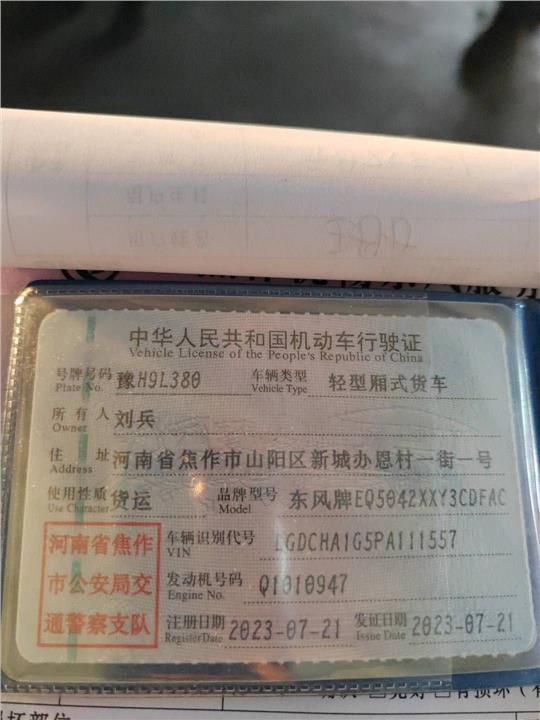 中华人民共和国机动车行驶证
Vehicle License of the People's Republic of China
号牌号码 豫H9L380 车辆类型 轻型厢式货车
Plate No. Vehicle Type
所有人 刘兵
Owner
住址 河南省焦作市山阳区新城办恩村一街一号
Address
使用性质 货运 品牌型号 东风牌EQ5042XXY3CDFAC
Use Character Model
河南省焦作 车辆识别代号 LGDCHA1G5PA111557
VIN
市公安局交 发动机号码 Q1010947
Engine No.
通警察支队 注册日期 2023-07-21 发证日期 2023-07-21
Register Date Issue Date